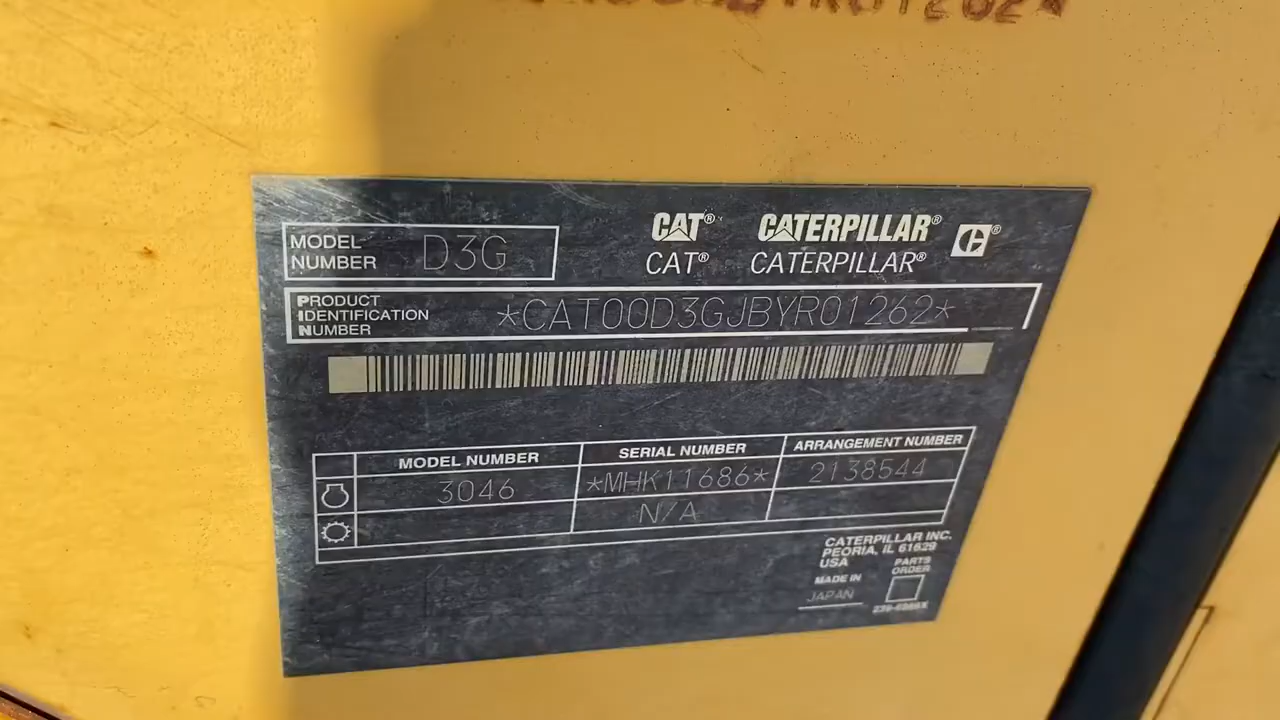 MODEL NUMBER D3G
CAT® CATERPILLAR®
CAT® CATERPILLAR®
PRODUCT IDENTIFICATION NUMBER *CAT00D3GJBYR01262*
MODEL NUMBER SERIAL NUMBER ARRANGEMENT NUMBER
3046 *MHK11686* 2138544
N/A
CATERPILLAR INC.
PEORIA, IL 61629
USA
PARTS ORDER
MADE IN
JAPAN